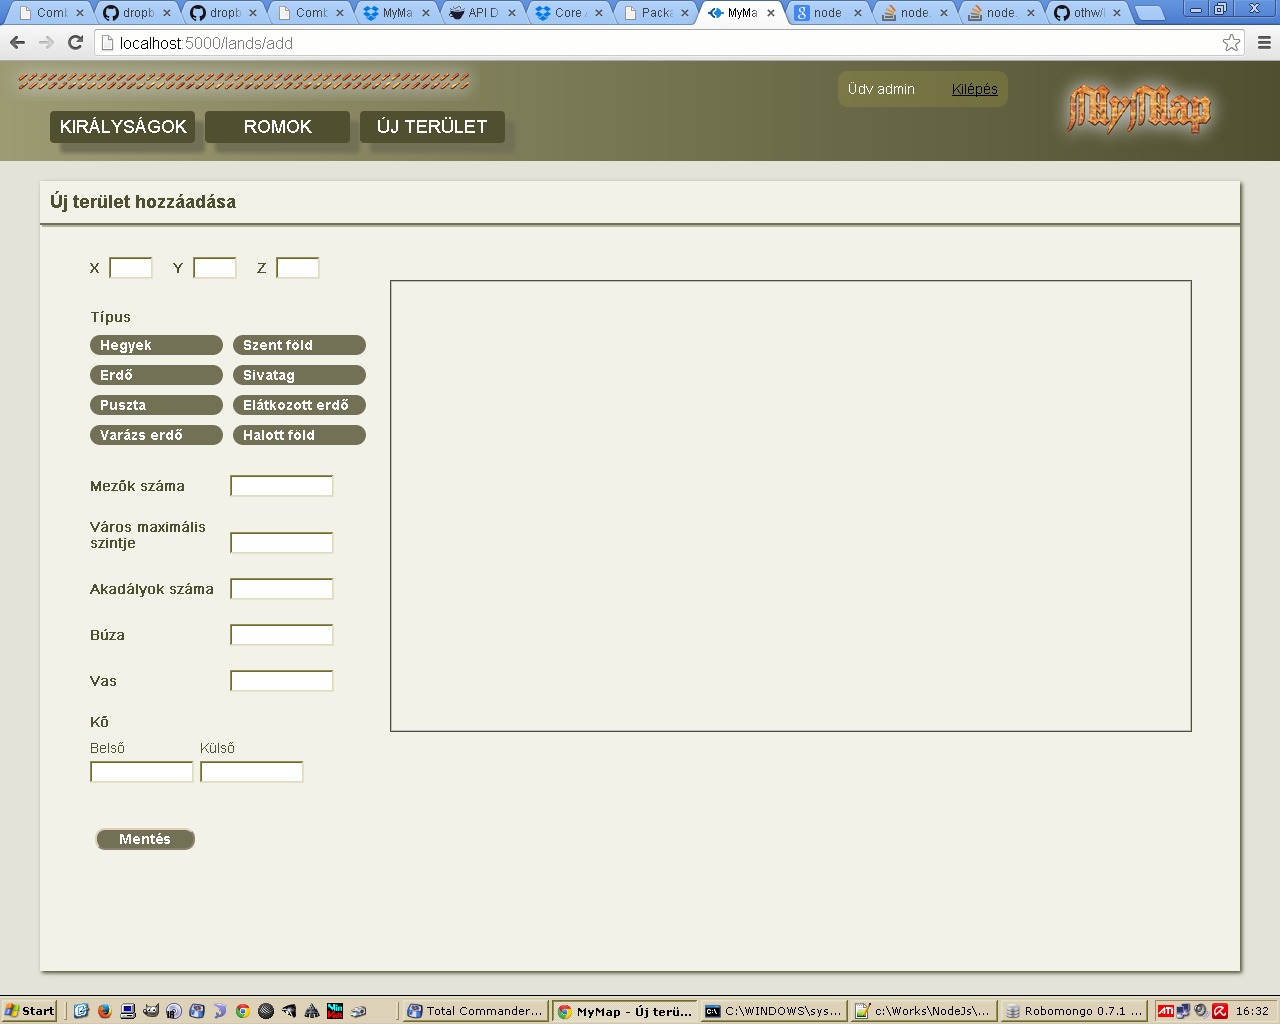 Comb
dropb
dropb
Comb
MyMa
API D
Core
Packa
MyMa
node
node.
node.
othw/
localhost:5000/lands/add
Üdv admin Kilépés
MyMap
KIRÁLYSÁGOK ROMOK ÚJ TERÜLET
Új terület hozzáadása
X Y Z
Típus
Hegyek Szent föld
Erdő Sivatag
Puszta Elátkozott erdő
Varázs erdő Halott föld
Mezők száma
Város maximális
szintje
Akadályok száma
Búza
Vas
Kő
Belső Külső
Mentés
Start Total Commander... MyMap - Új terü... C:\WINDOWS\sys... c:\Works\NodeJs\... Robomongo 0.7.1 ... ATI 16:32